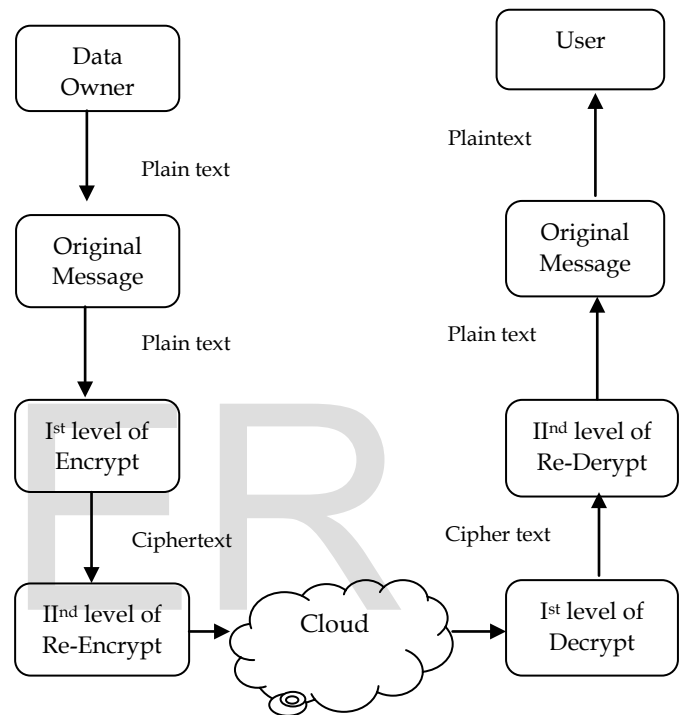 Data
Owner
Plain text
Original
Message
Plain text
Ist level of
Encrypt
Ciphertext
IInd level of
Re-Encrypt
Cloud
Ist level of
Decrypt
Cipher text
IInd level of
Re-Derypt
Plain text
Original
Message
Plaintext
User
ER